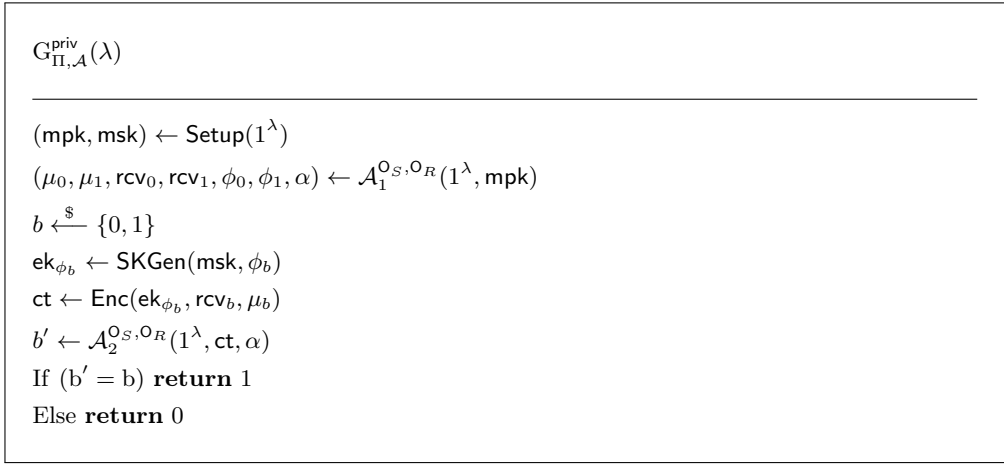 G^priv_{Π,𝒜}(λ)
(mpk, msk) ← Setup(1^λ)
(μ_0, μ_1, rcv_0, rcv_1, ϕ_0, ϕ_1, α) ← 𝒜_1^{O_S,O_R}(1^λ, mpk)
b ←^$ {0, 1}
ek_{ϕ_b} ← SKGen(msk, ϕ_b)
ct ← Enc(ek_{ϕ_b}, rcv_b, μ_b)
b′ ← 𝒜_2^{O_S,O_R}(1^λ, ct, α)
If (b′ = b) return 1
Else return 0